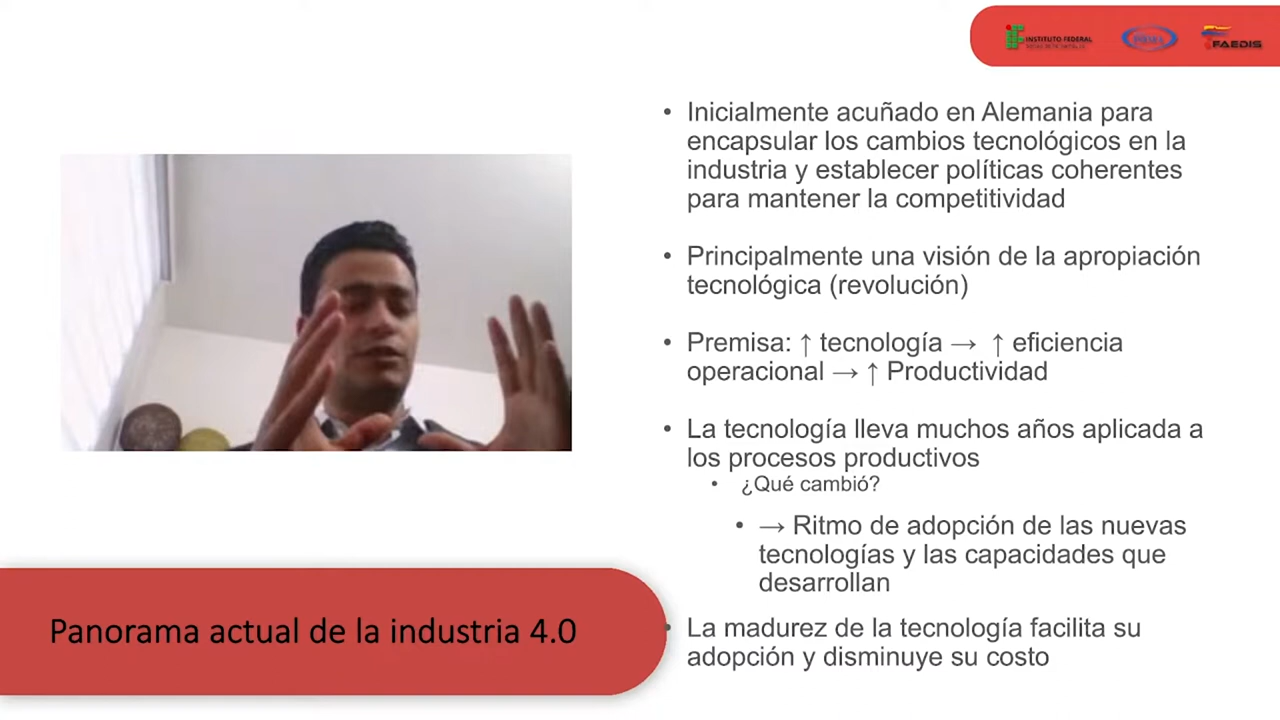 INSTITUTO FEDERAL
FAEDIS
• Inicialmente acuñado en Alemania para
encapsular los cambios tecnológicos en la
industria y establecer políticas coherentes
para mantener la competitividad
• Principalmente una visión de la apropiación
tecnológica (revolución)
• Premisa: ↑ tecnología → ↑ eficiencia
operacional → ↑ Productividad
• La tecnología lleva muchos años aplicada a
los procesos productivos
• ¿Qué cambió?
• → Ritmo de adopción de las nuevas
tecnologías y las capacidades que
desarrollan
• La madurez de la tecnología facilita su
adopción y disminuye su costo
Panorama actual de la industria 4.0